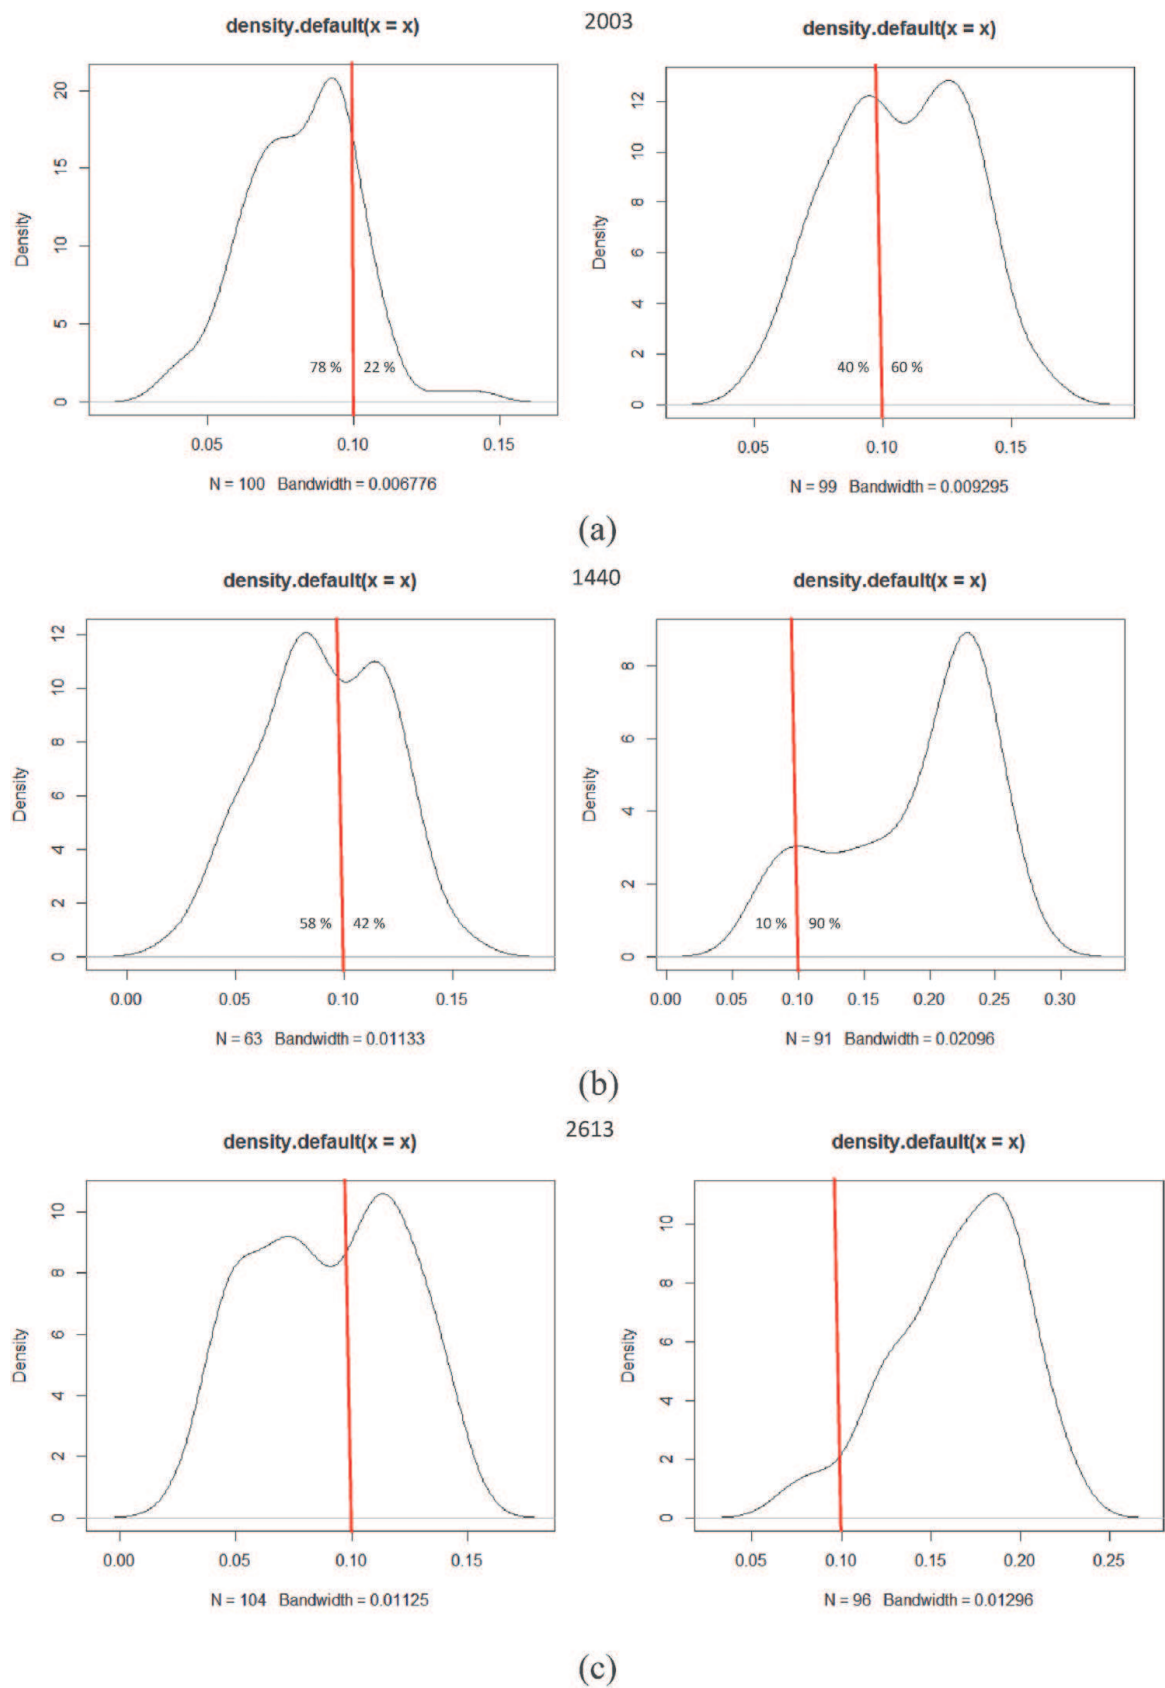 2003
density.default(x = x)
density.default(x = x)
Density
20
15
10
5
0
78 % 22 %
0.05 0.10 0.15
N = 100 Bandwidth = 0.006776
Density
12
10
8
6
4
2
0
40 % 60 %
0.05 0.10 0.15
N = 99 Bandwidth = 0.009295
(a)
1440
density.default(x = x)
density.default(x = x)
Density
12
10
8
6
4
2
0
58 % 42 %
0.00 0.05 0.10 0.15
N = 63 Bandwidth = 0.01133
Density
8
6
4
2
0
10 % 90 %
0.00 0.05 0.10 0.15 0.20 0.25 0.30
N = 91 Bandwidth = 0.02096
(b)
2613
density.default(x = x)
density.default(x = x)
Density
10
8
6
4
2
0
0.00 0.05 0.10 0.15
N = 104 Bandwidth = 0.01125
Density
10
8
6
4
2
0
0.05 0.10 0.15 0.20 0.25
N = 96 Bandwidth = 0.01296
(c)